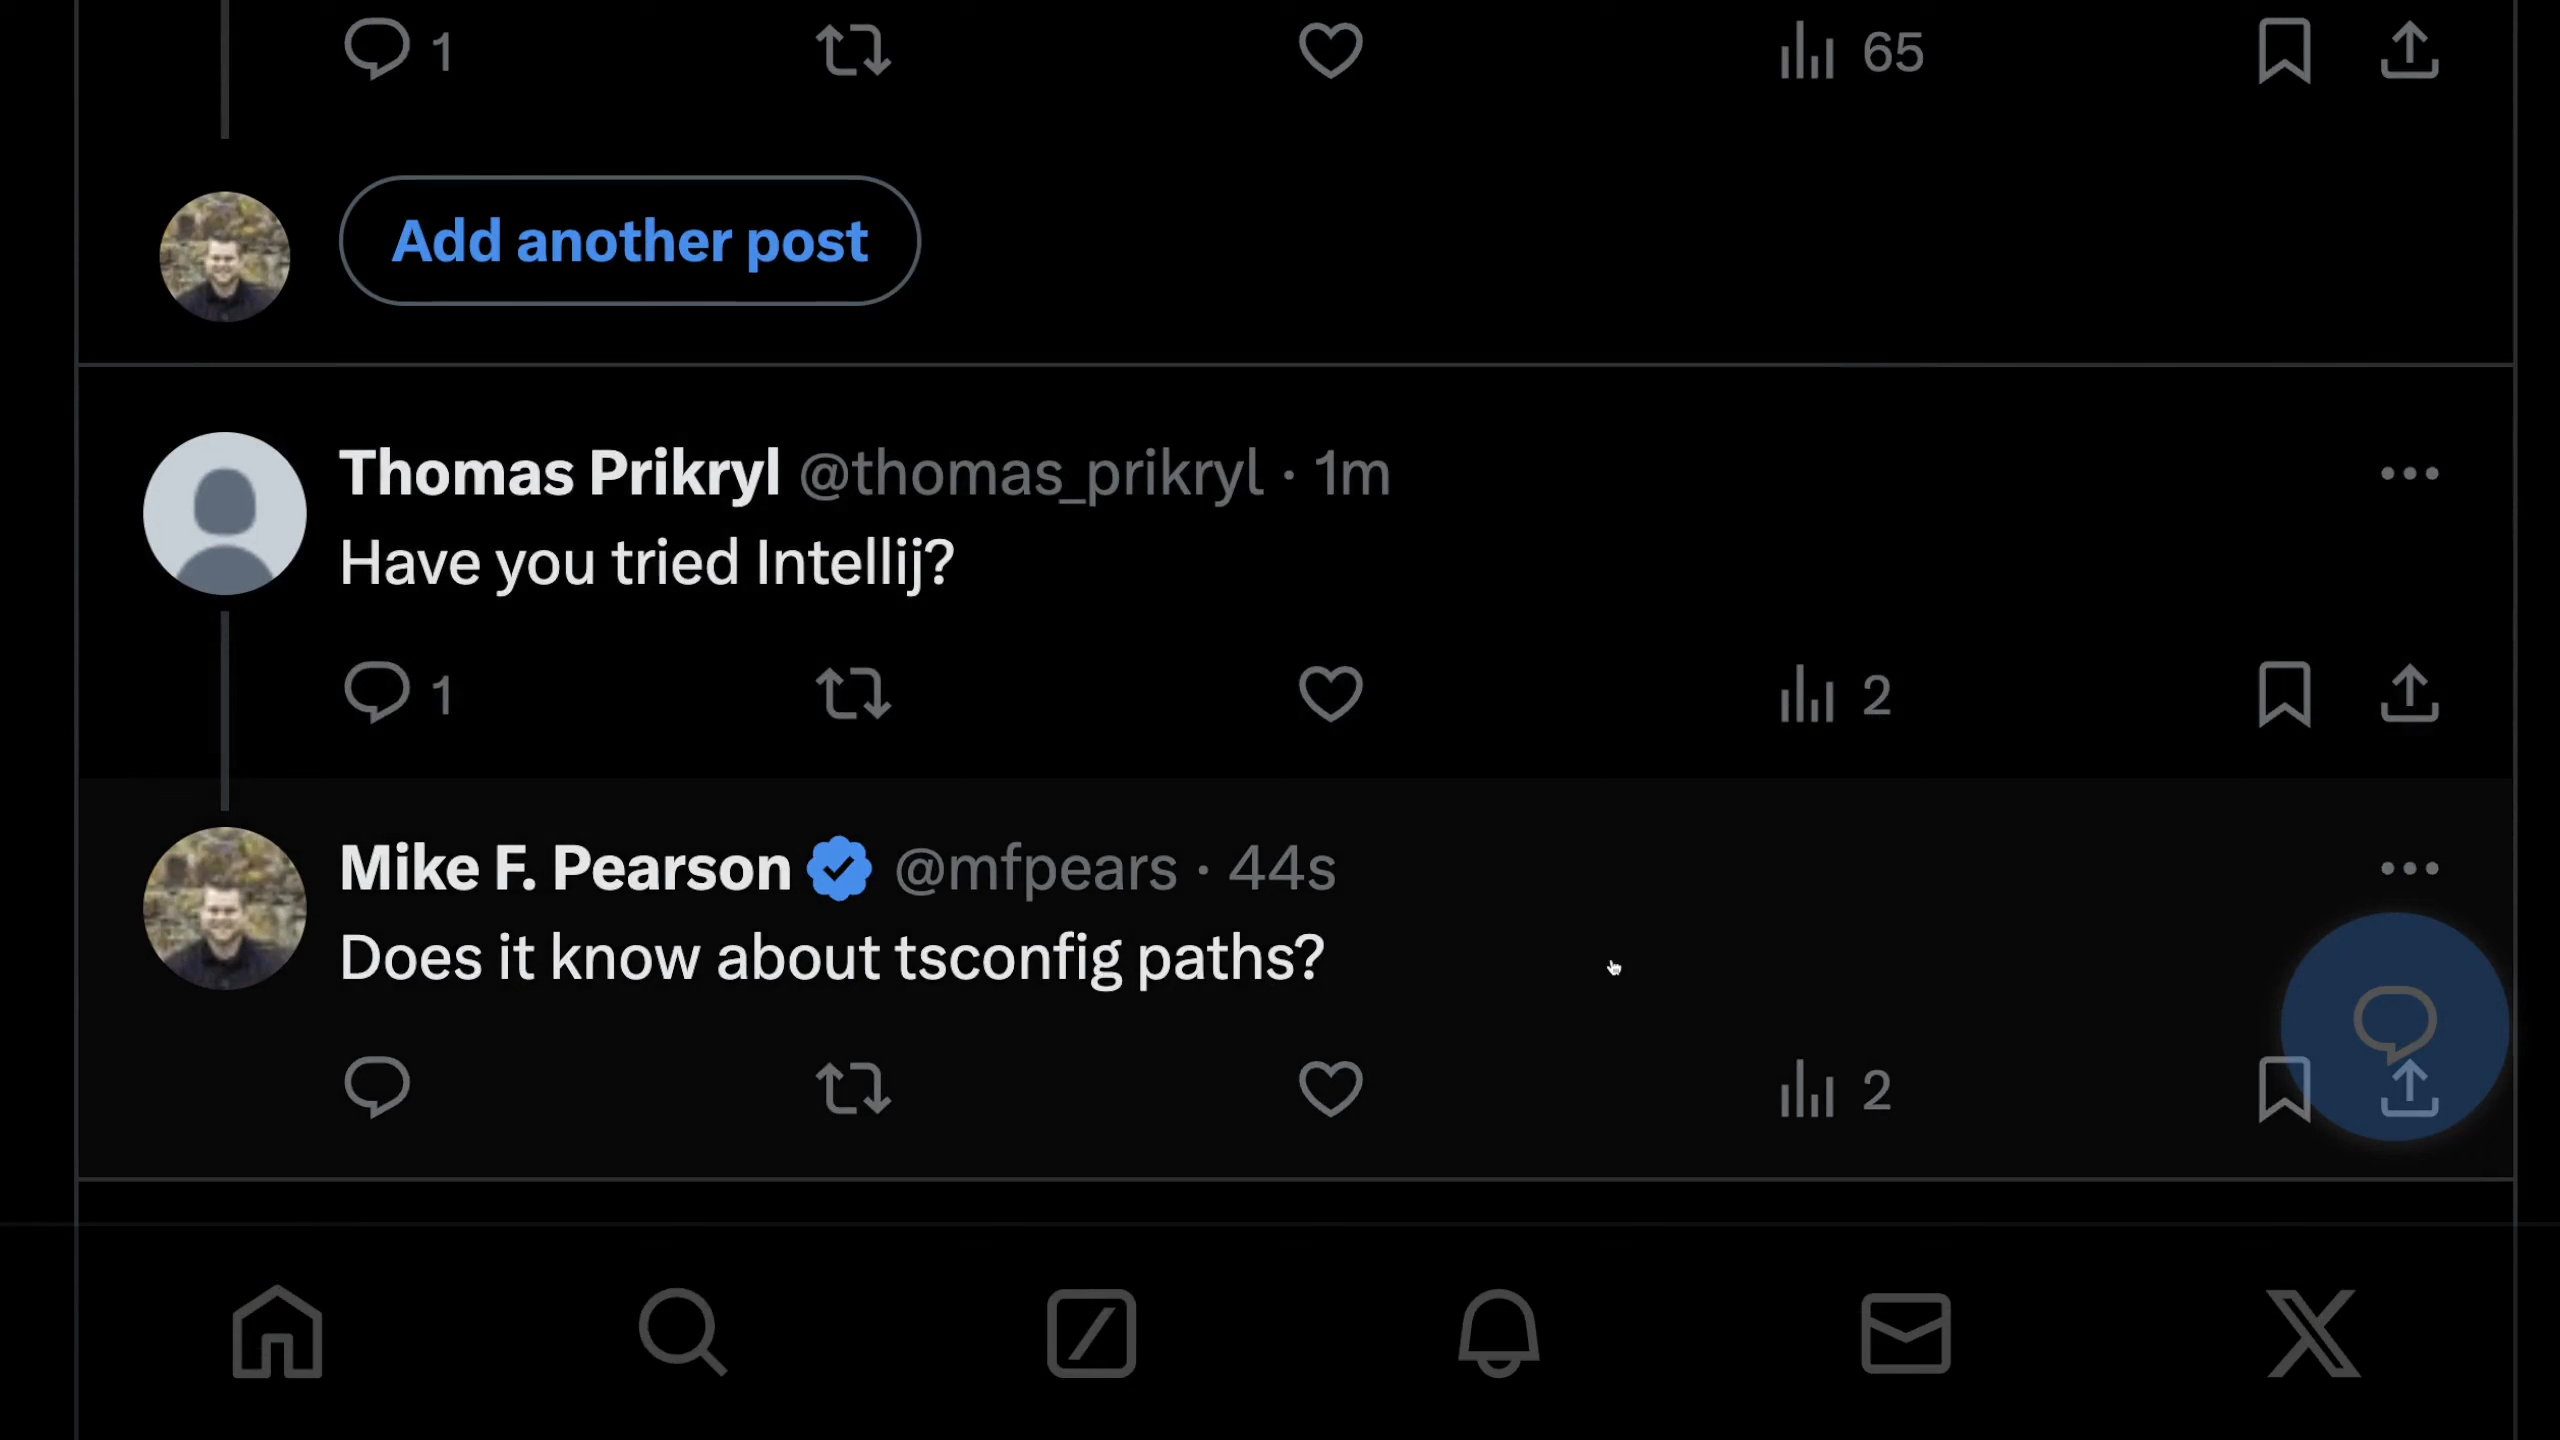 1 65
Add another post
Thomas Prikryl @thomas_prikryl · 1m
Have you tried Intellij?
1 2
Mike F. Pearson @mfpears · 44s
Does it know about tsconfig paths?
2